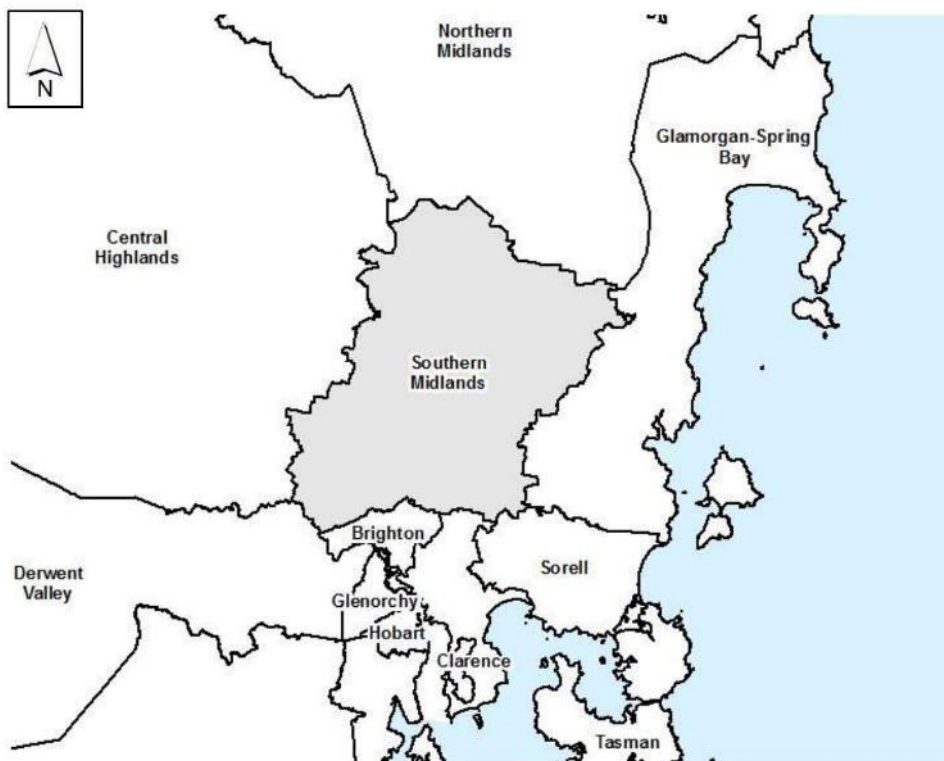 Northern
Midlands
N
Glamorgan-Spring
Bay
Central
Highlands
Southern
Midlands
Brighton
Sorell
Derwent
Valley
Glenorchy
Hobart
Clarence
Tasman